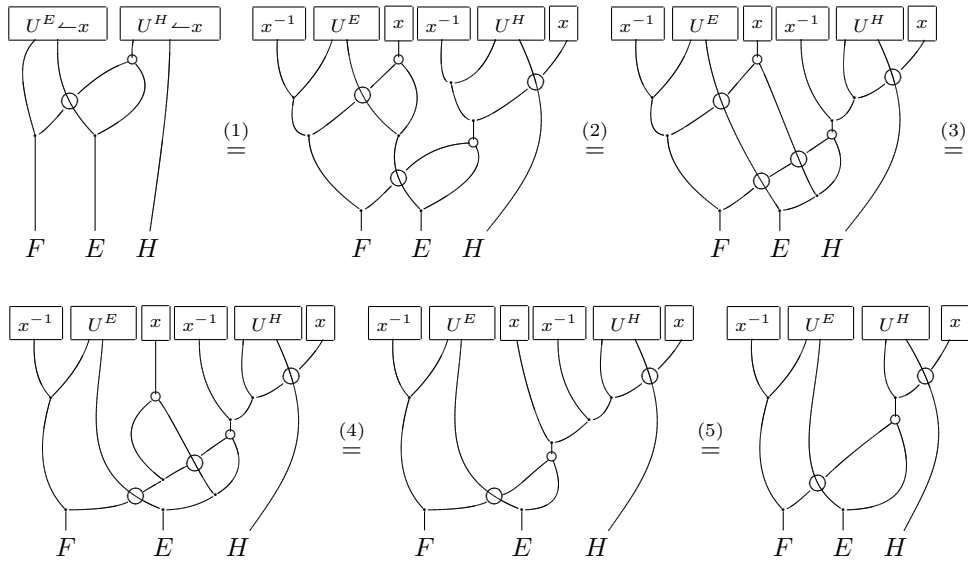 U^E ↼ x U^H ↼ x x^{-1} U^E x x^{-1} U^H x x^{-1} U^E x x^{-1} U^H x
(1) = (2) = (3) =
F E H F E H F E H
x^{-1} U^E x x^{-1} U^H x x^{-1} U^E x x^{-1} U^H x x^{-1} U^E U^H x
(4) = (5) =
F E H F E H F E H